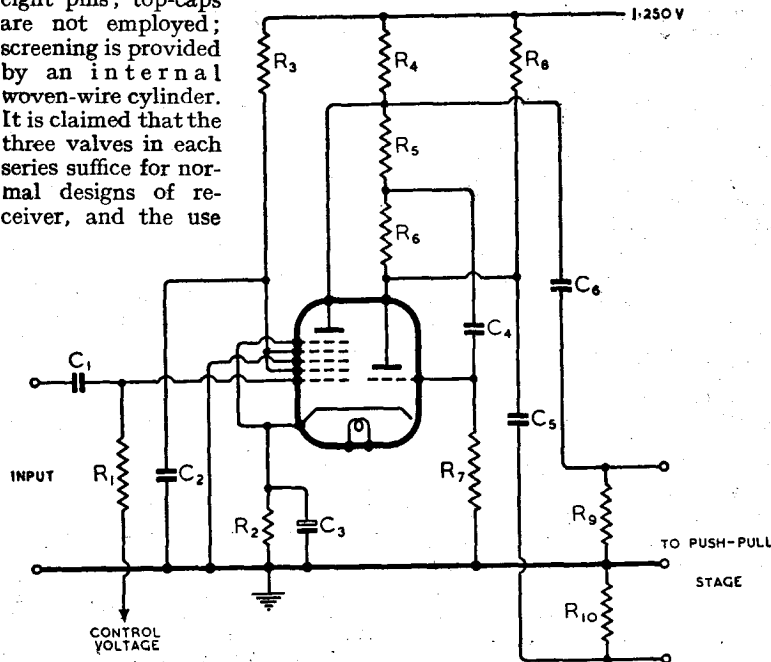 eight pins; top-caps
are not employed;
screening is provided
by an internal
woven-wire cylinder.
It is claimed that the
three valves in each
series suffice for nor-
mal designs of re-
ceiver, and the use
+250 V
R3
R4
R8
R5
R6
C6
C4
C1
C5
INPUT
R1
C2
R7
R2
C3
R9
TO PUSH-PULL
STAGE
R10
CONTROL
VOLTAGE